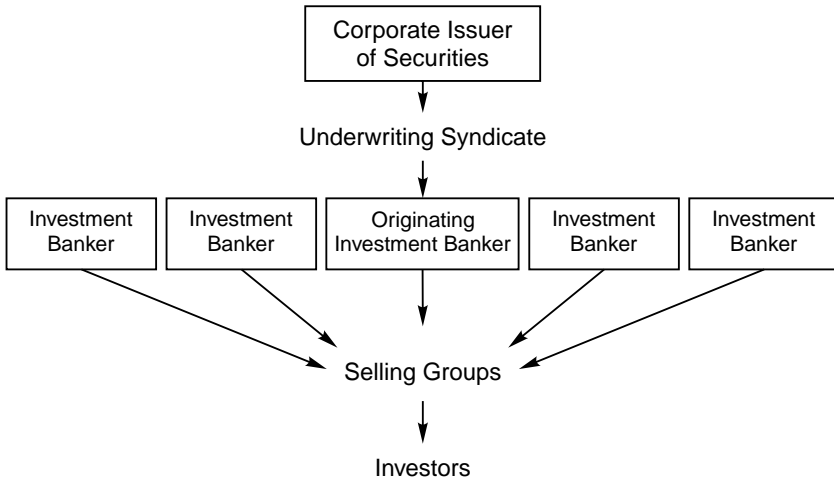 Corporate Issuer
of Securities
Underwriting Syndicate
Investment
Banker
Investment
Banker
Originating
Investment Banker
Investment
Banker
Investment
Banker
Selling Groups
Investors